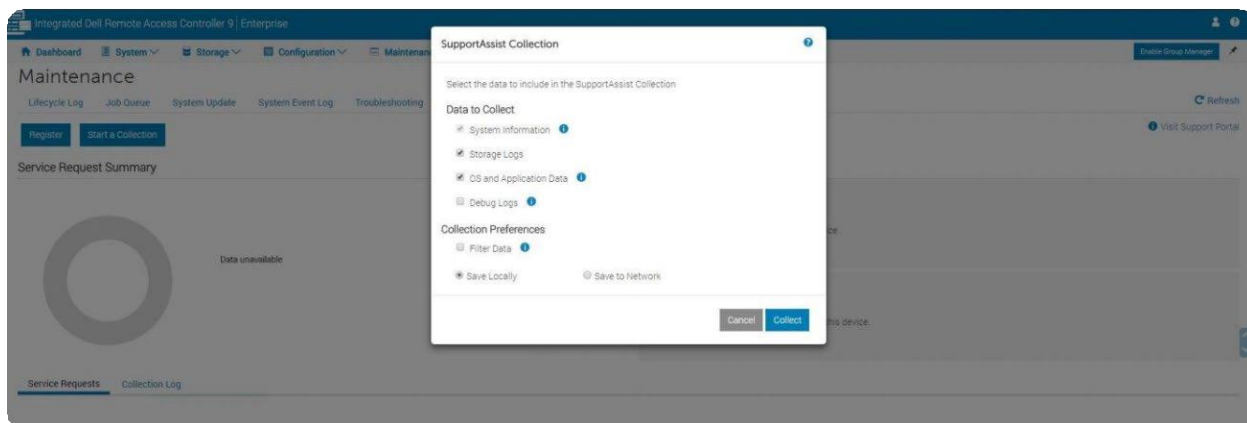 Integrated Dell Remote Access Controller 9 | Enterprise
Dashboard System Storage Configuration Maintenan Enable Group Manager
Maintenance
Lifecycle Log Job Queue System Update System Event Log Troubleshooting Refresh
Register Start a Collection Visit Support Portal
Service Request Summary
Data unavailable
SupportAssist Collection
Select the data to include in the SupportAssist Collection
Data to Collect
System Information
Storage Logs
OS and Application Data
Debug Logs
Collection Preferences
Filter Data
Save Locally Save to Network
Cancel Collect
ce.
this device.
Service Requests Collection Log